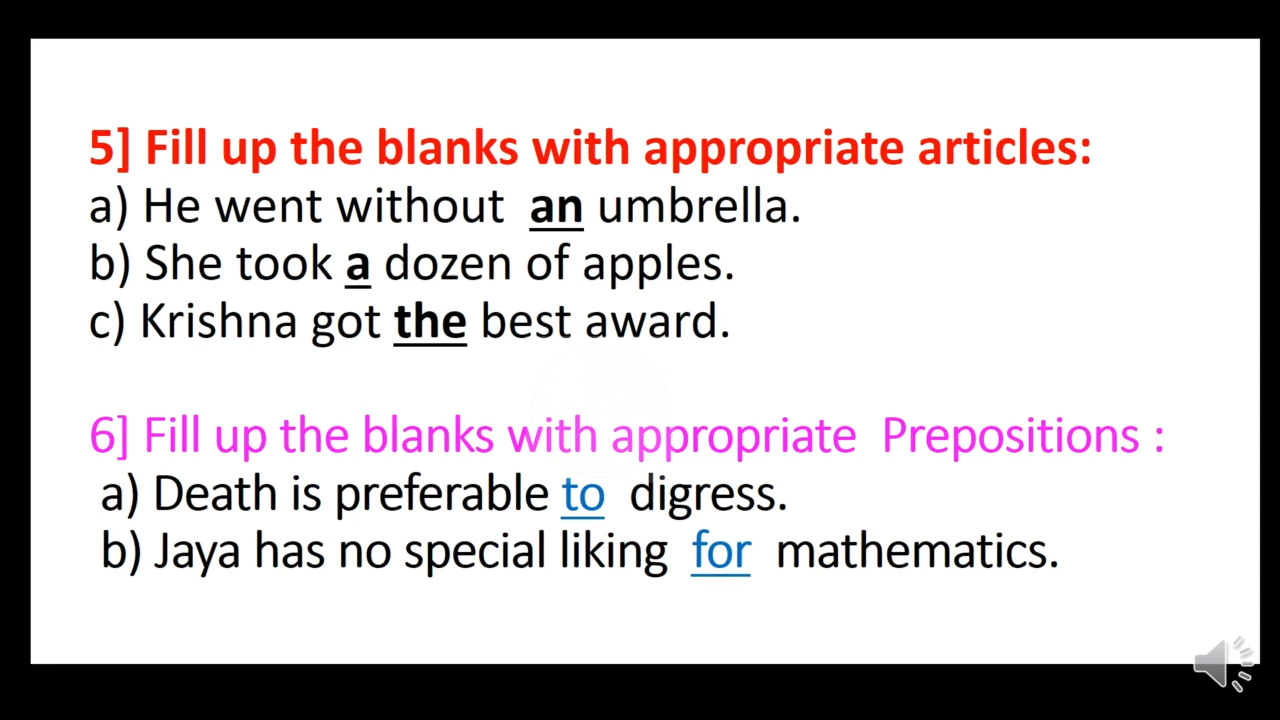 5] Fill up the blanks with appropriate articles:
a) He went without an umbrella.
b) She took a dozen of apples.
c) Krishna got the best award.
6] Fill up the blanks with appropriate Prepositions :
a) Death is preferable to digress.
b) Jaya has no special liking for mathematics.